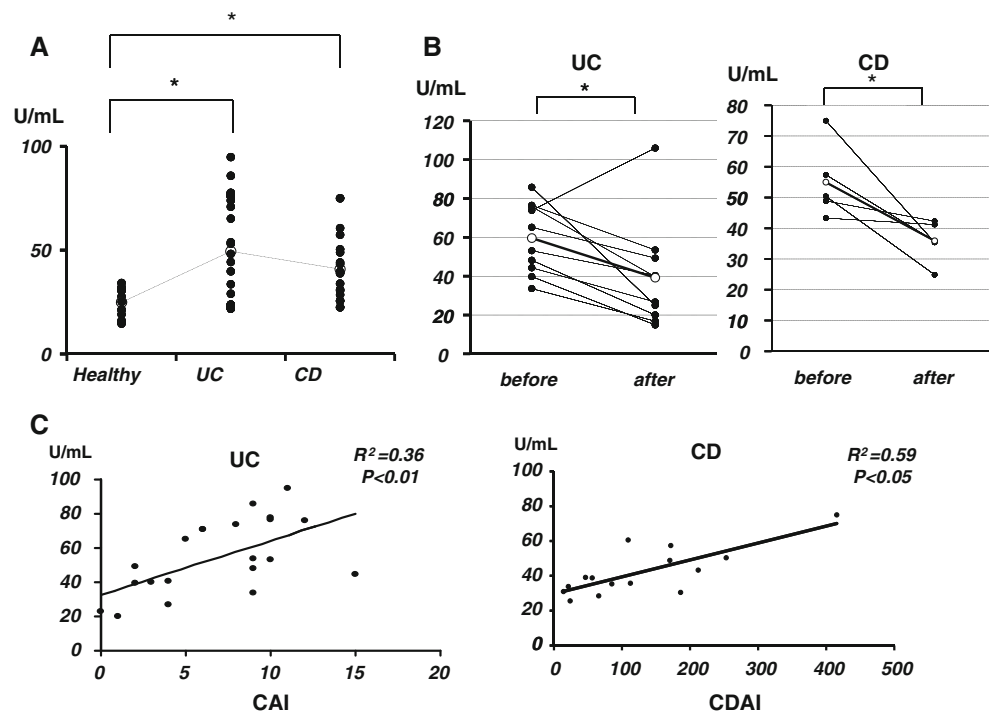 A
*
*
U/mL
100
50
0
Healthy
UC
CD
B
UC
U/mL
*
120
100
80
60
40
20
0
before
after
CD
U/mL
*
80
70
60
50
40
30
20
10
0
before
after
C
U/mL
UC
R²=0.36
P<0.01
100
80
60
40
20
0
0
5
10
15
20
CAI
U/mL
CD
R²=0.59
P<0.05
100
80
60
40
20
0
0
100
200
300
400
500
CDAI